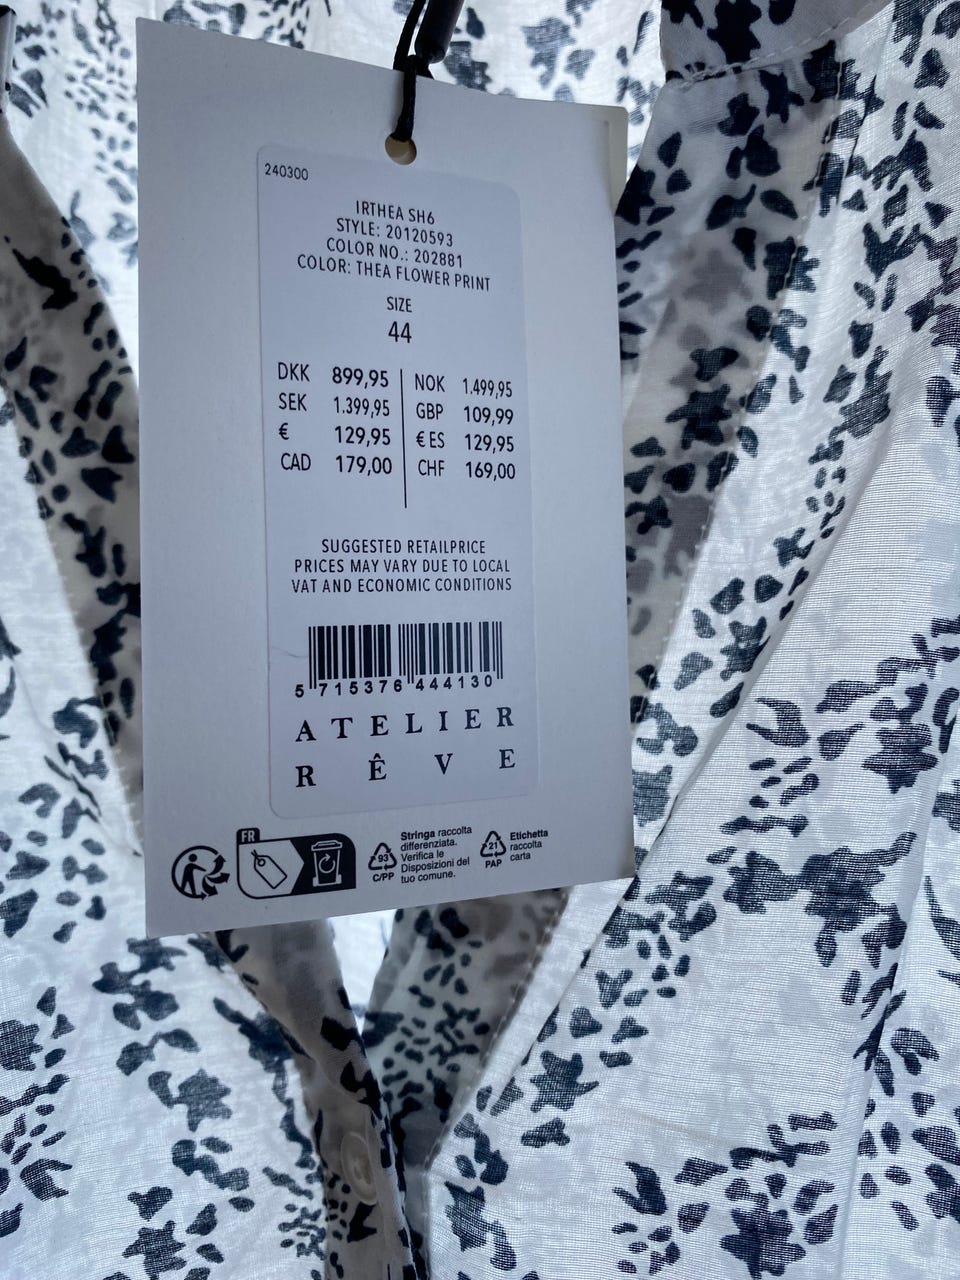 240300
IRTHEA SH6
STYLE: 20120593
COLOR NO.: 202881
COLOR: THEA FLOWER PRINT
SIZE
44
DKK 899,95 NOK 1.499,95
SEK 1.399,95 GBP 109,99
€ 129,95 € ES 129,95
CAD 179,00 CHF 169,00
SUGGESTED RETAILPRICE
PRICES MAY VARY DUE TO LOCAL
VAT AND ECONOMIC CONDITIONS
5 715376 444130
ATELIER
RÊVE
FR
93
C/PP
Stringa raccolta
differenziata.
Verifica le
Disposizioni del
tuo comune.
21
PAP
Etichetta
raccolta
carta